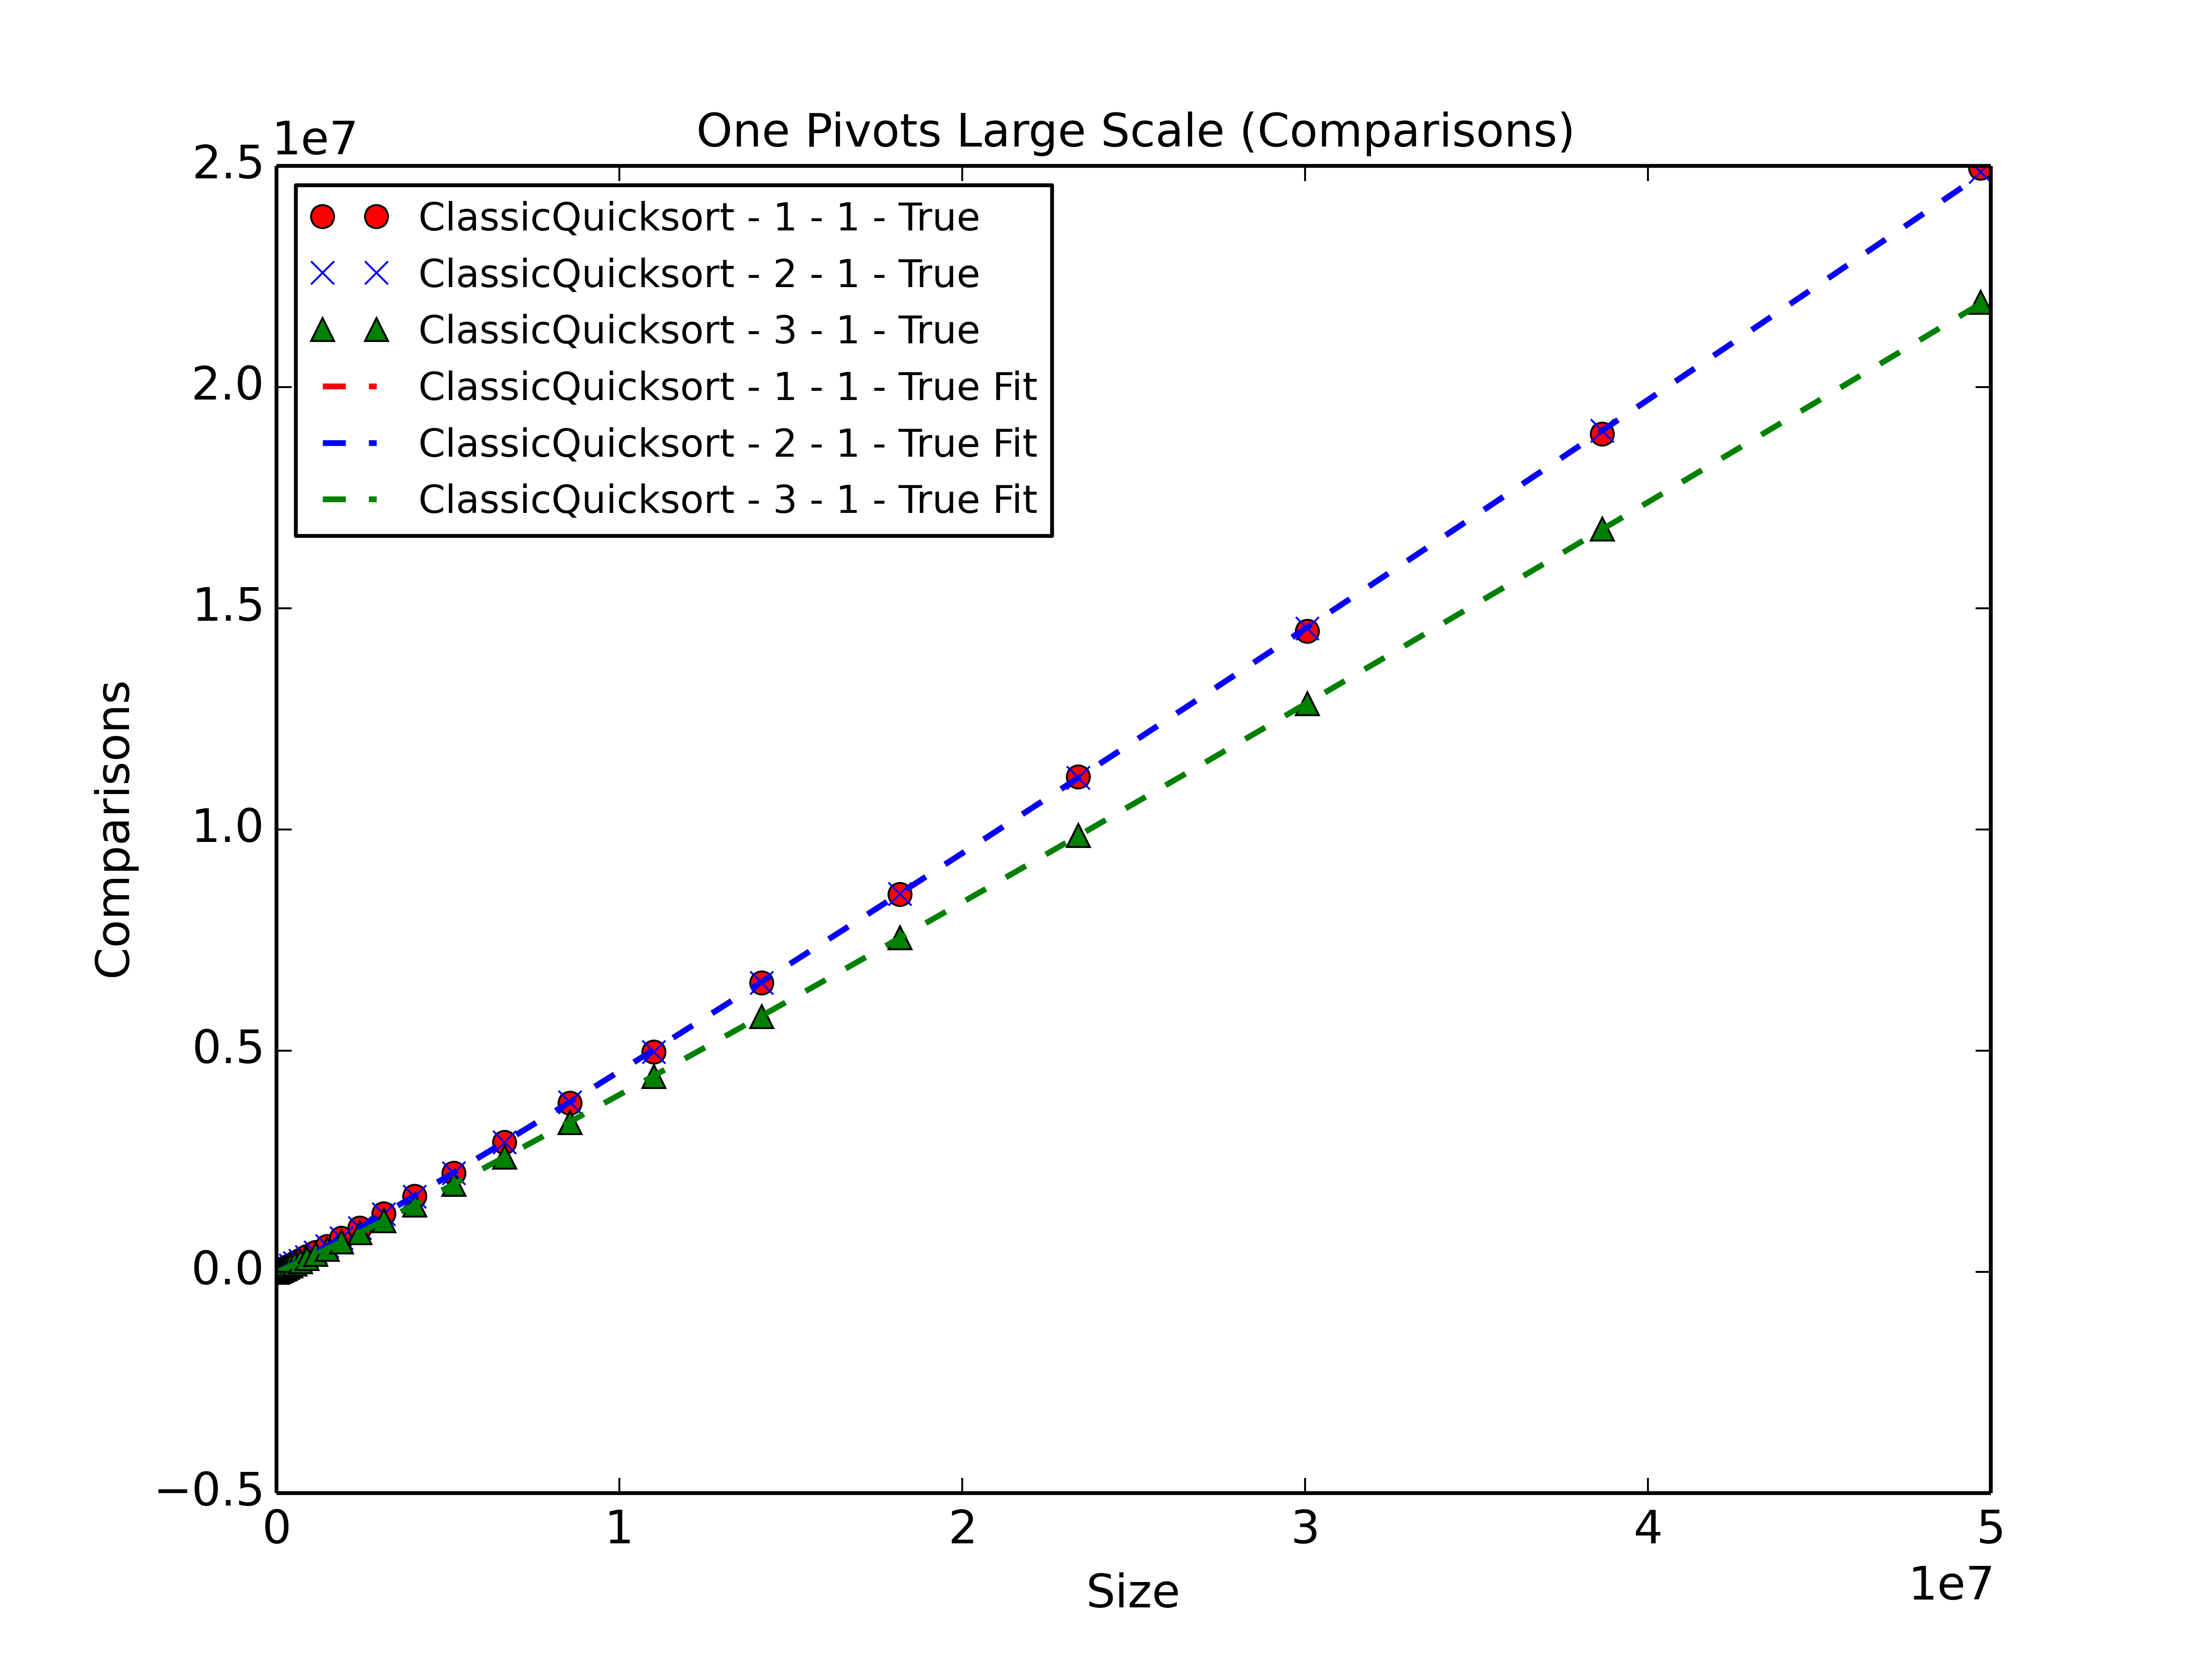 One Pivots Large Scale (Comparisons)
1e7
2.5
2.0
1.5
1.0
0.5
0.0
−0.5
Comparisons
ClassicQuicksort - 1 - 1 - True
ClassicQuicksort - 2 - 1 - True
ClassicQuicksort - 3 - 1 - True
ClassicQuicksort - 1 - 1 - True Fit
ClassicQuicksort - 2 - 1 - True Fit
ClassicQuicksort - 3 - 1 - True Fit
0 1 2 3 4 5
Size
1e7